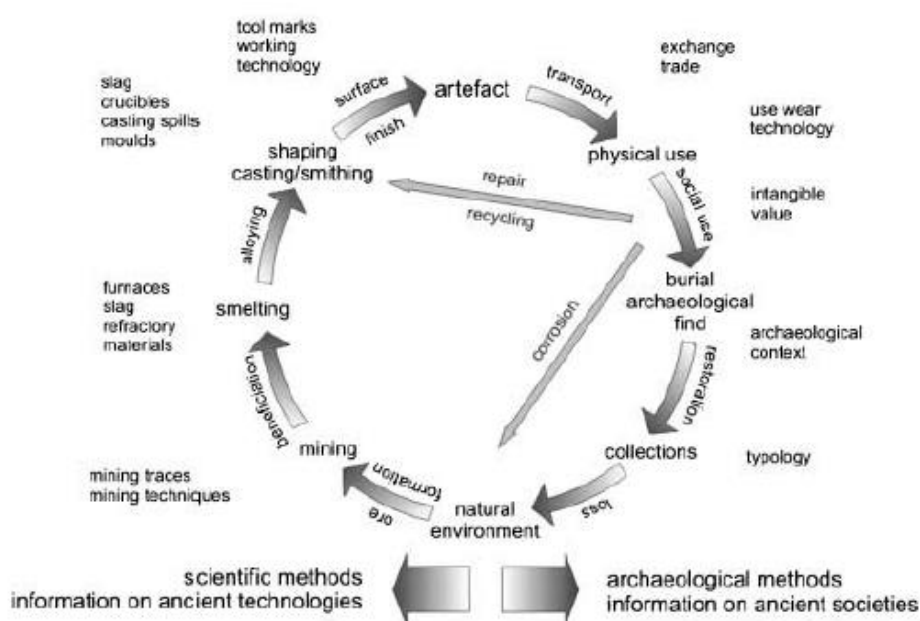 tool marks
working
technology
exchange
trade
slag
crucibles
casting spills
moulds
surface
finish
artefact
transport
use wear
technology
shaping
casting/smithing
physical use
repair
recycling
social use
intangible
value
alloying
burial
archaeological
find
furnaces
slag
refractory
materials
smelting
corrosion
archaeological
context
restoration
beneficiation
mining
collections
typology
mining traces
mining techniques
formation
ore
natural
environment
loss
scientific methods
information on ancient technologies
archaeological methods
information on ancient societies